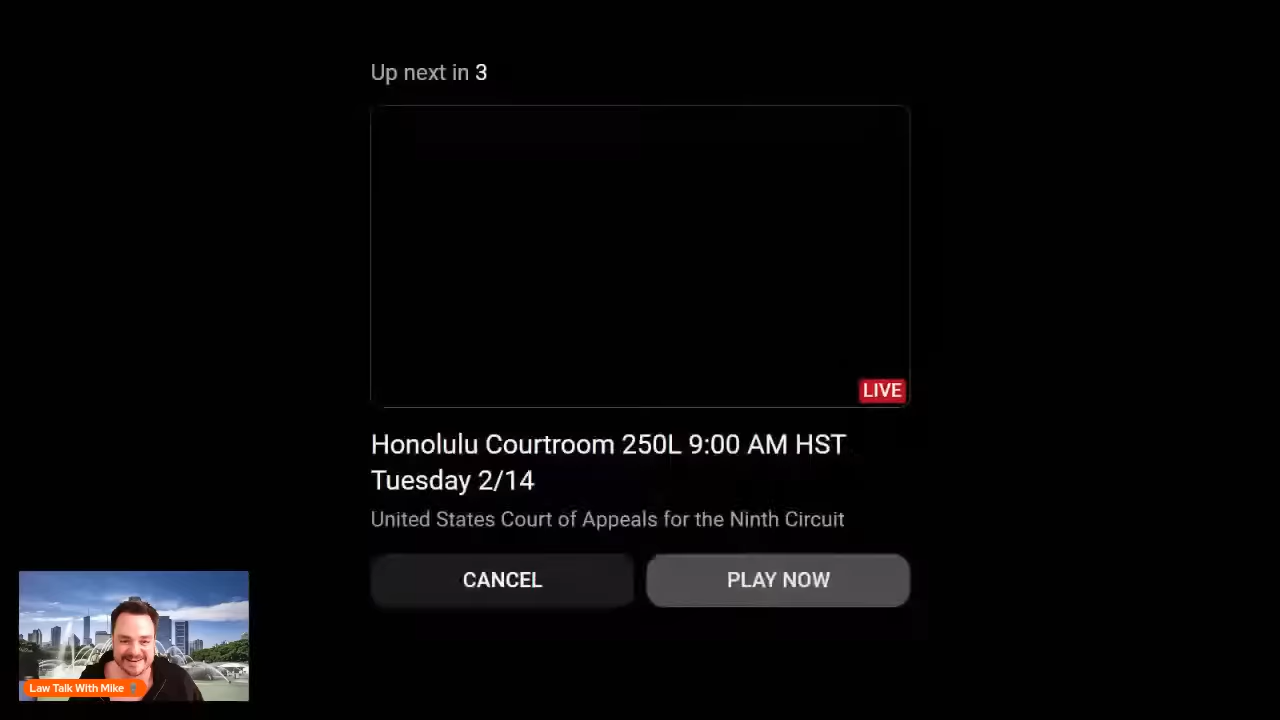 Up next in 3
LIVE
Honolulu Courtroom 250L 9:00 AM HST
Tuesday 2/14
United States Court of Appeals for the Ninth Circuit
CANCEL
PLAY NOW
Law Talk With Mike